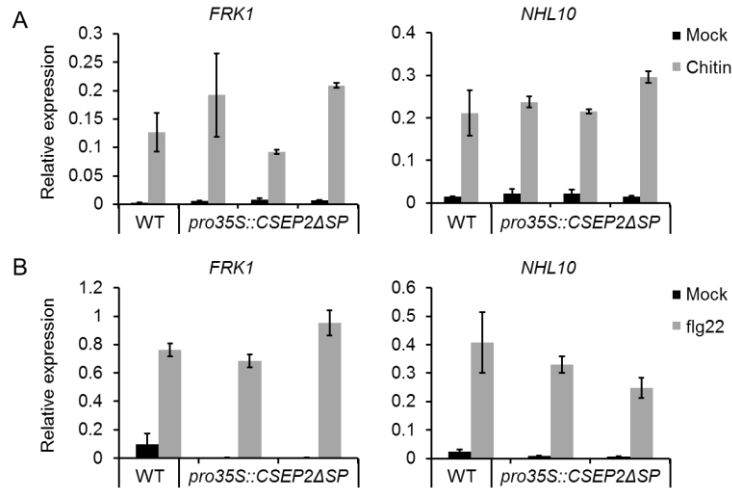 A
FRK1
NHL10
Mock
Chitin
Relative expression
0.3
0.25
0.2
0.15
0.1
0.05
0
0.4
0.3
0.2
0.1
0
WT
pro35S::CSEP2ΔSP
WT
pro35S::CSEP2ΔSP
B
FRK1
NHL10
Mock
flg22
Relative expression
1.2
1
0.8
0.6
0.4
0.2
0
0.6
0.5
0.4
0.3
0.2
0.1
0
WT
pro35S::CSEP2ΔSP
WT
pro35S::CSEP2ΔSP